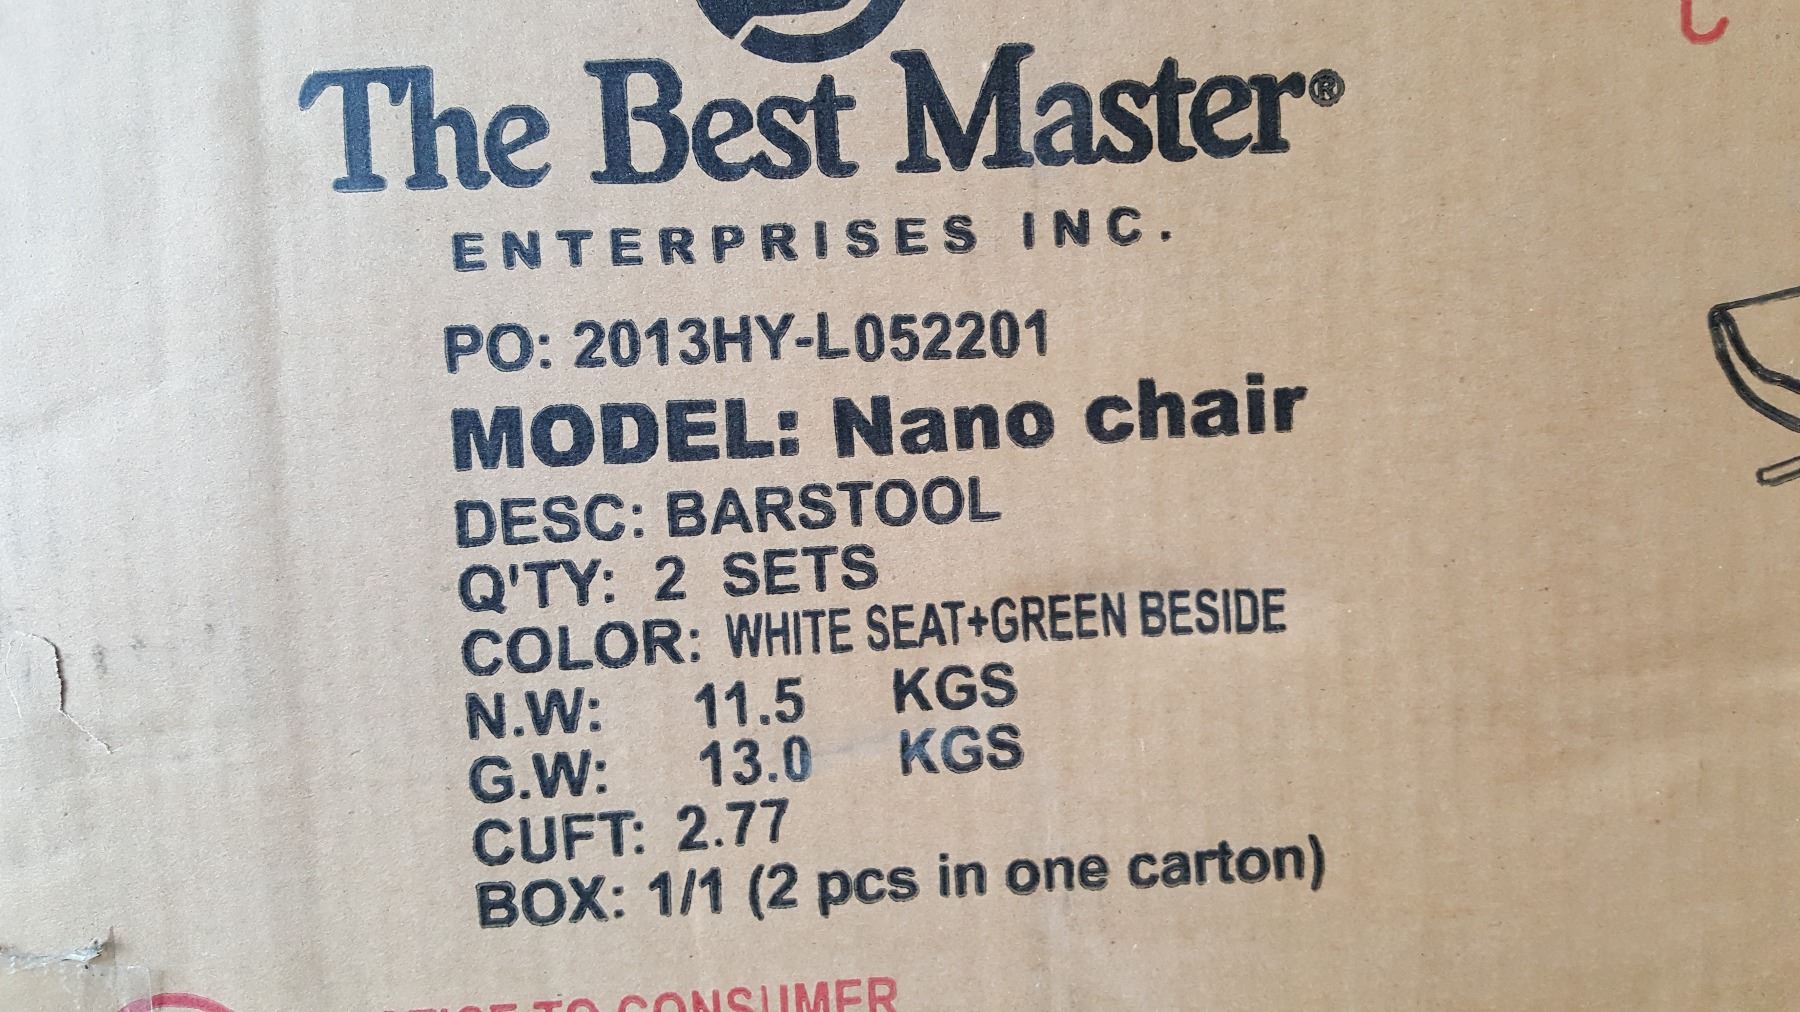 The Best Master®
ENTERPRISES INC.
PO: 2013HY-L052201
MODEL: Nano chair
DESC: BARSTOOL
Q'TY: 2 SETS
COLOR: WHITE SEAT+GREEN BESIDE
N.W: 11.5 KGS
G.W: 13.0 KGS
CUFT: 2.77
BOX: 1/1 (2 pcs in one carton)
TO CONSUMER